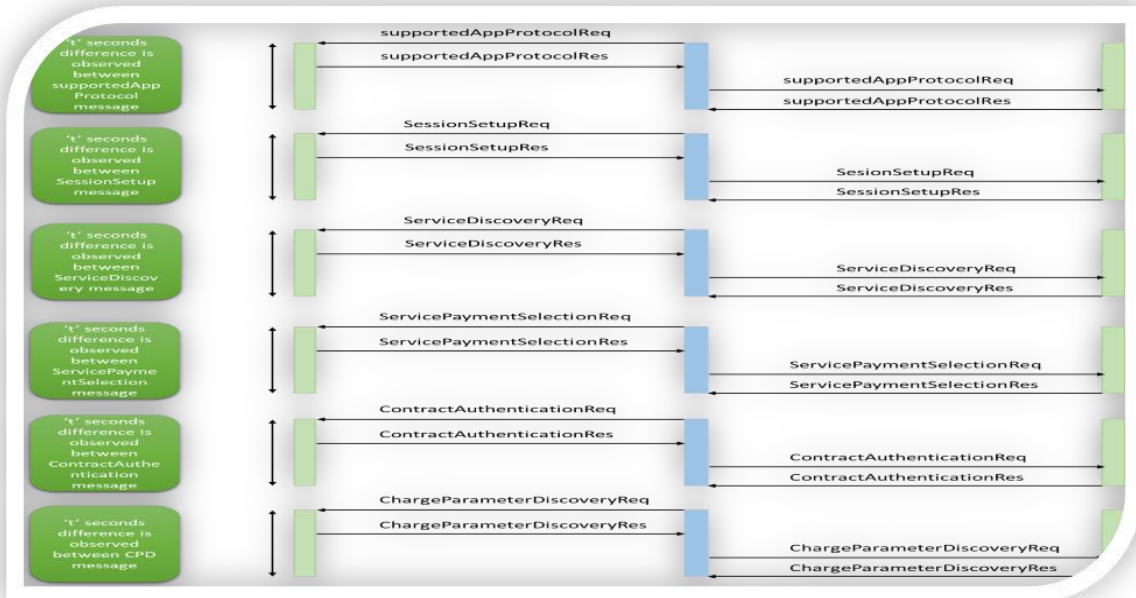 't' seconds
difference is
observed
between
supportedApp
Protocol
message
supportedAppProtocolReq
supportedAppProtocolRes
supportedAppProtocolReq
supportedAppProtocolRes
't' seconds
difference is
observed
between
SessionSetup
message
SessionSetupReq
SessionSetupRes
SesionSetupReq
SessionSetupRes
't' seconds
difference is
observed
between
ServiceDiscov
ery message
ServiceDiscoveryReq
ServiceDiscoveryRes
ServiceDiscoveryReq
ServiceDiscoveryRes
't' seconds
difference is
observed
between
ServicePayme
ntSelection
message
ServicePaymentSelectionReq
ServicePaymentSelectionRes
ServicePaymentSelectionReq
ServicePaymentSelectionRes
't' seconds
difference is
observed
between
ContractAuthe
ntication
message
ContractAuthenticationReq
ContractAuthenticationRes
ContractAuthenticationReq
ContractAuthenticationRes
't' seconds
difference is
observed
between CPD
message
ChargeParameterDiscoveryReq
ChargeParameterDiscoveryRes
ChargeParameterDiscoveryReq
ChargeParameterDiscoveryRes